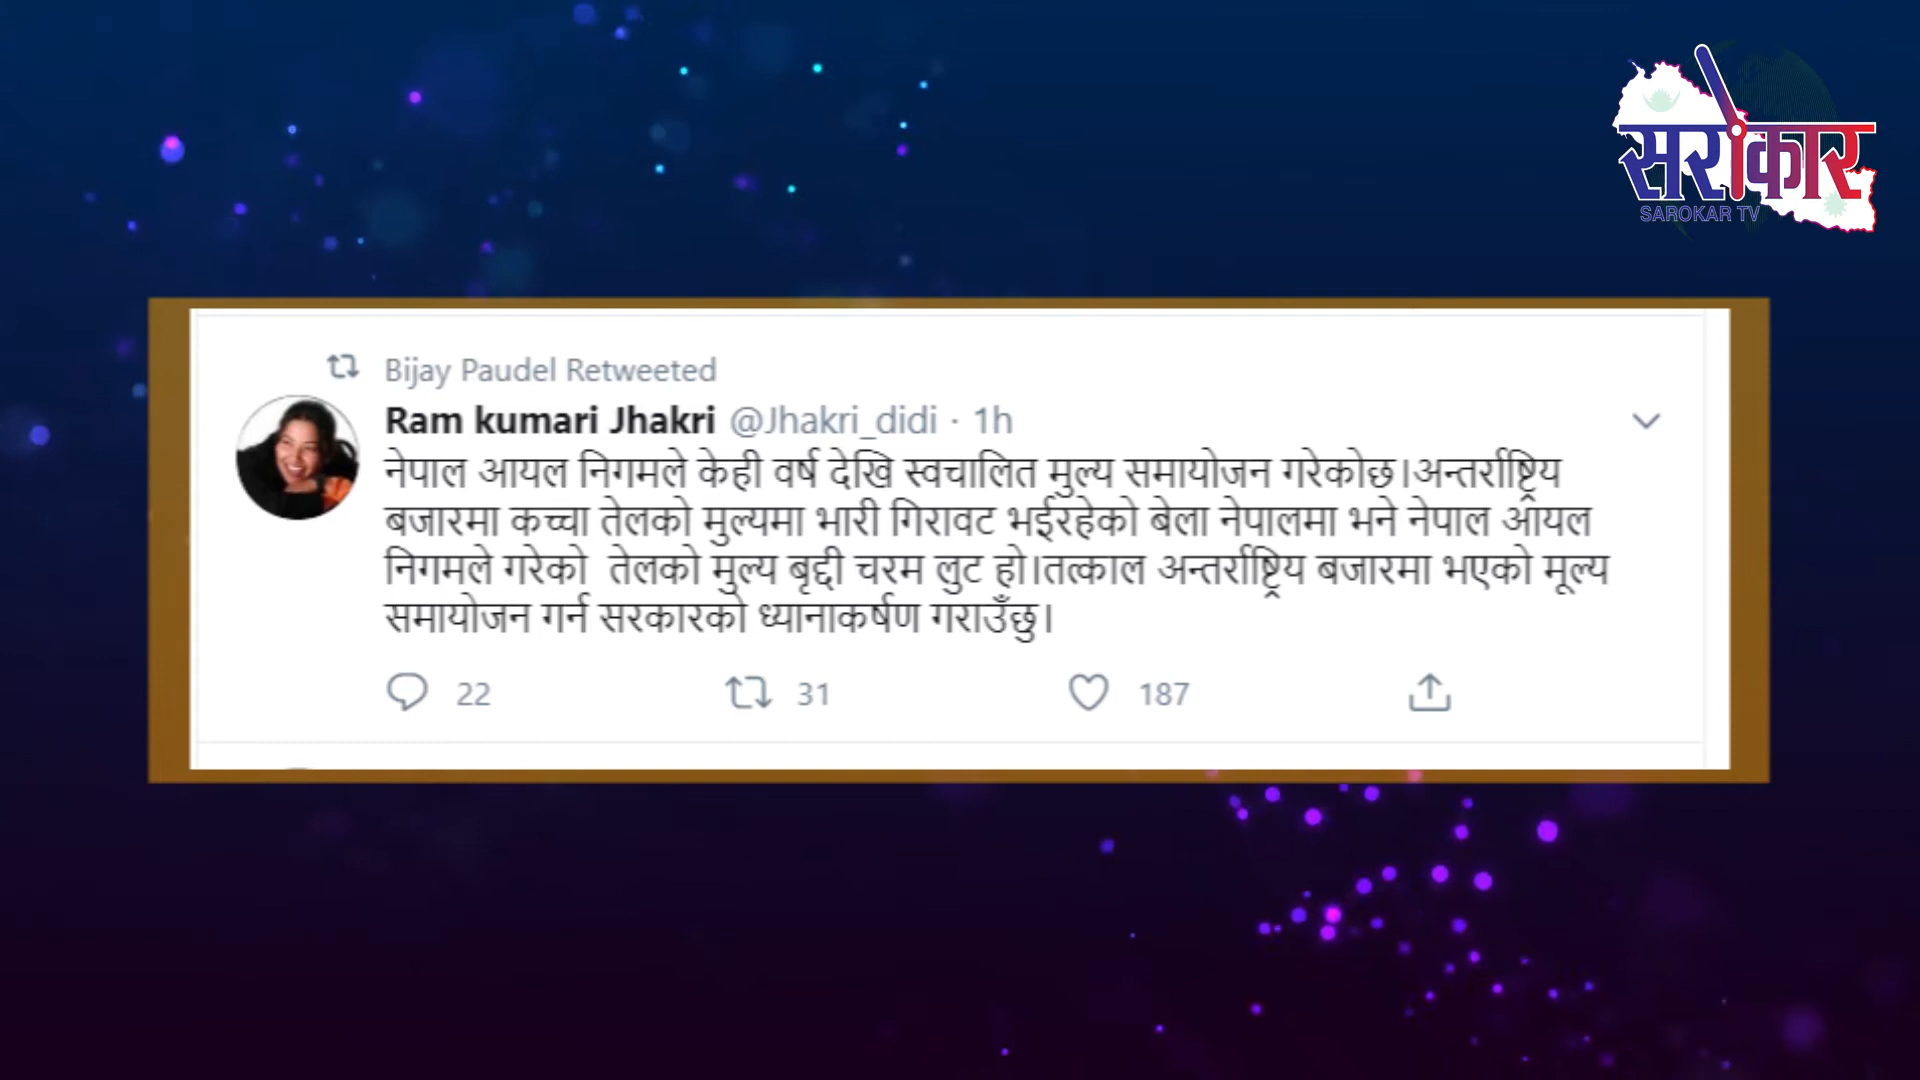 सरोकार
SAROKAR TV
Bijay Paudel Retweeted
Ram kumari Jhakri @Jhakri_didi · 1h
नेपाल आयल निगमले केही वर्ष देखि स्वचालित मुल्य समायोजन गरेकोछ।अन्तर्राष्ट्रिय
बजारमा कच्चा तेलको मुल्यमा भारी गिरावट भईरहेको बेला नेपालमा भने नेपाल आयल
निगमले गरेको  तेलको मुल्य बृद्दी चरम लुट हो।तत्काल अन्तर्राष्ट्रिय बजारमा भएको मूल्य
समायोजन गर्न सरकारको ध्यानाकर्षण गराउँछु।
22 31 187